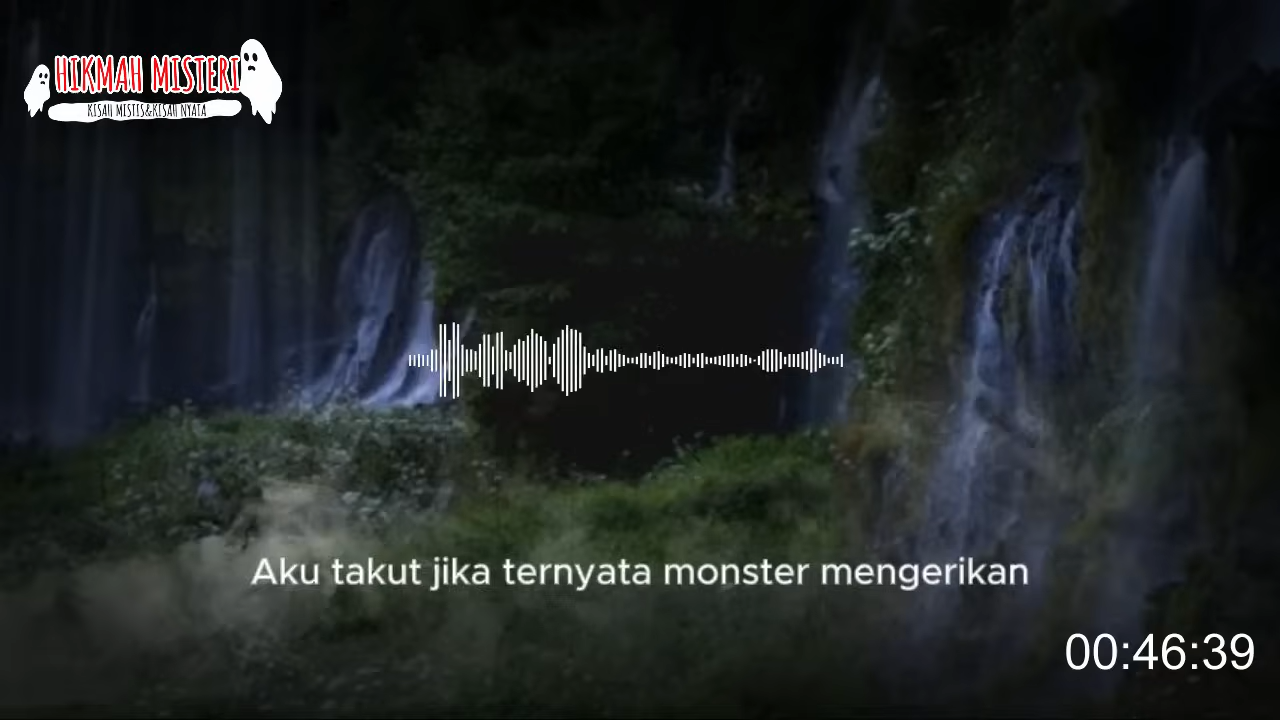 HIKMAH MISTERI
KISAH MISTIS&KISAH NYATA
Aku takut jika ternyata monster mengerikan
00:46:39